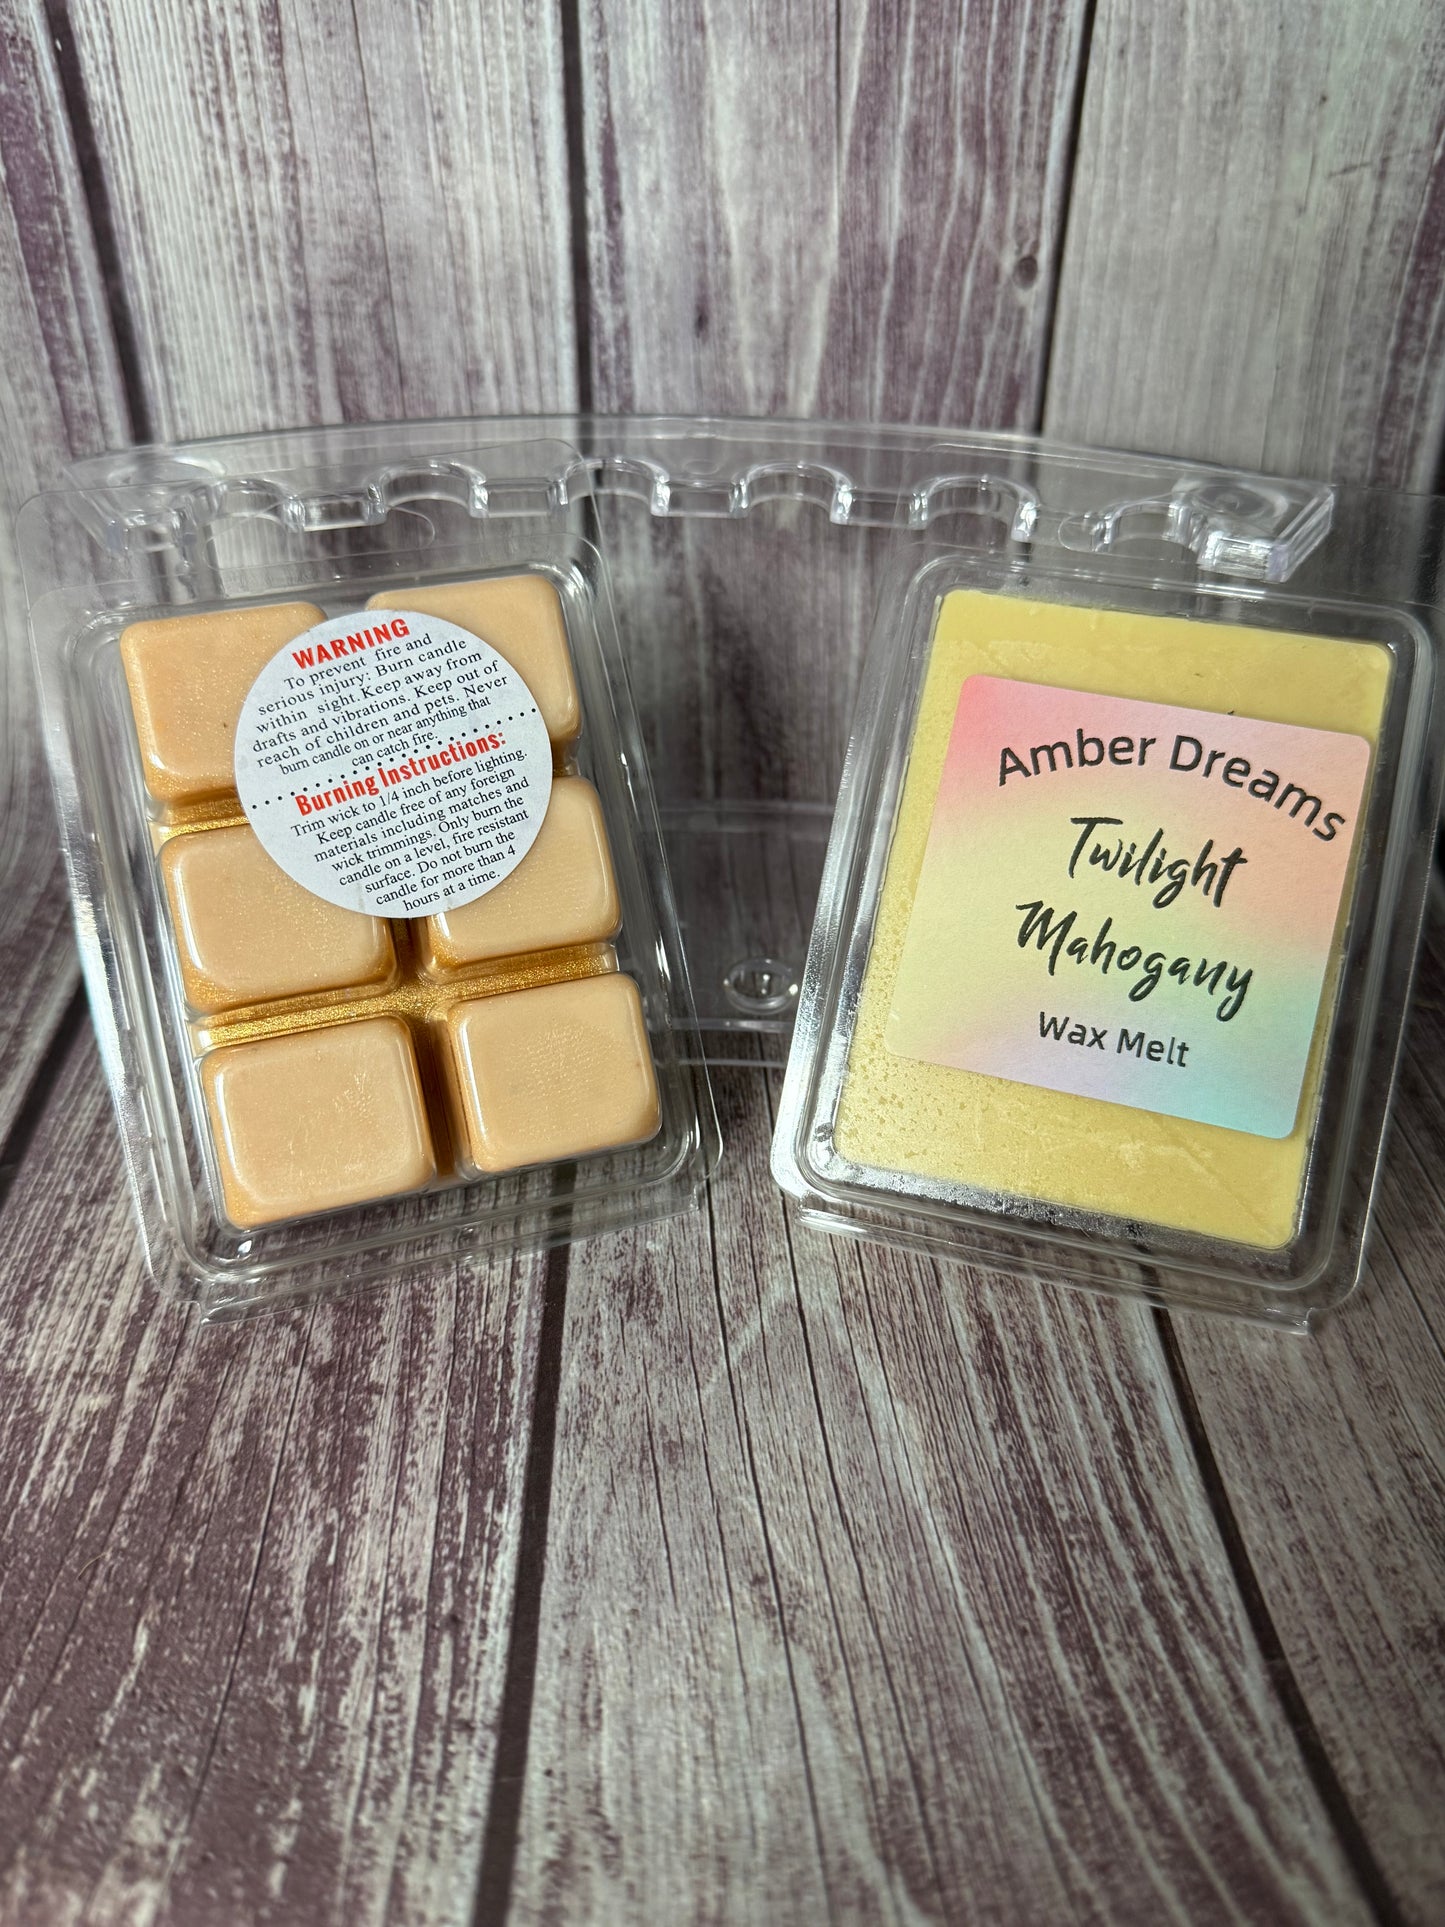 WARNING
To prevent fire and
serious injury: Burn candle
within sight. Keep away from
drafts and vibrations. Keep out of
reach of children and pets. Never
burn candle on or near anything that
can catch fire.
Burning Instructions:
Trim wick to 1/4 inch before lighting.
Keep candle free of any foreign
materials including matches and
wick trimmings. Only burn the
candle on a level, fire resistant
surface. Do not burn the
candle for more than 4
hours at a time.
Amber Dreams
Twilight
Mahogany
Wax Melt